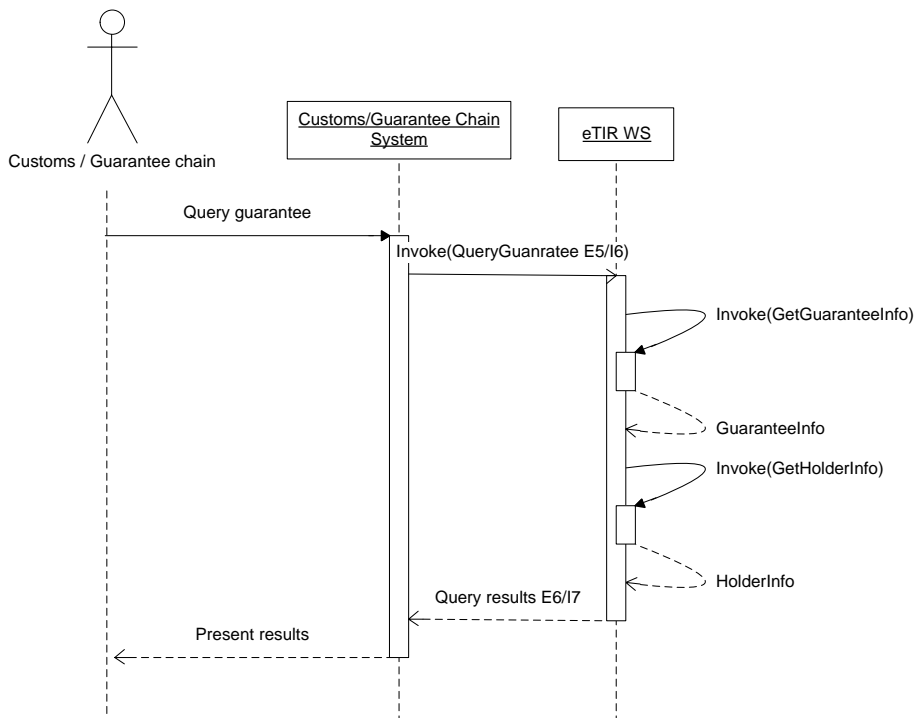 Customs/Guarantee Chain
System
eTIR WS
Customs / Guarantee chain
Query guarantee
Invoke(QueryGuanratee E5/I6)
Invoke(GetGuaranteeInfo)
GuaranteeInfo
Invoke(GetHolderInfo)
HolderInfo
Query results E6/I7
Present results